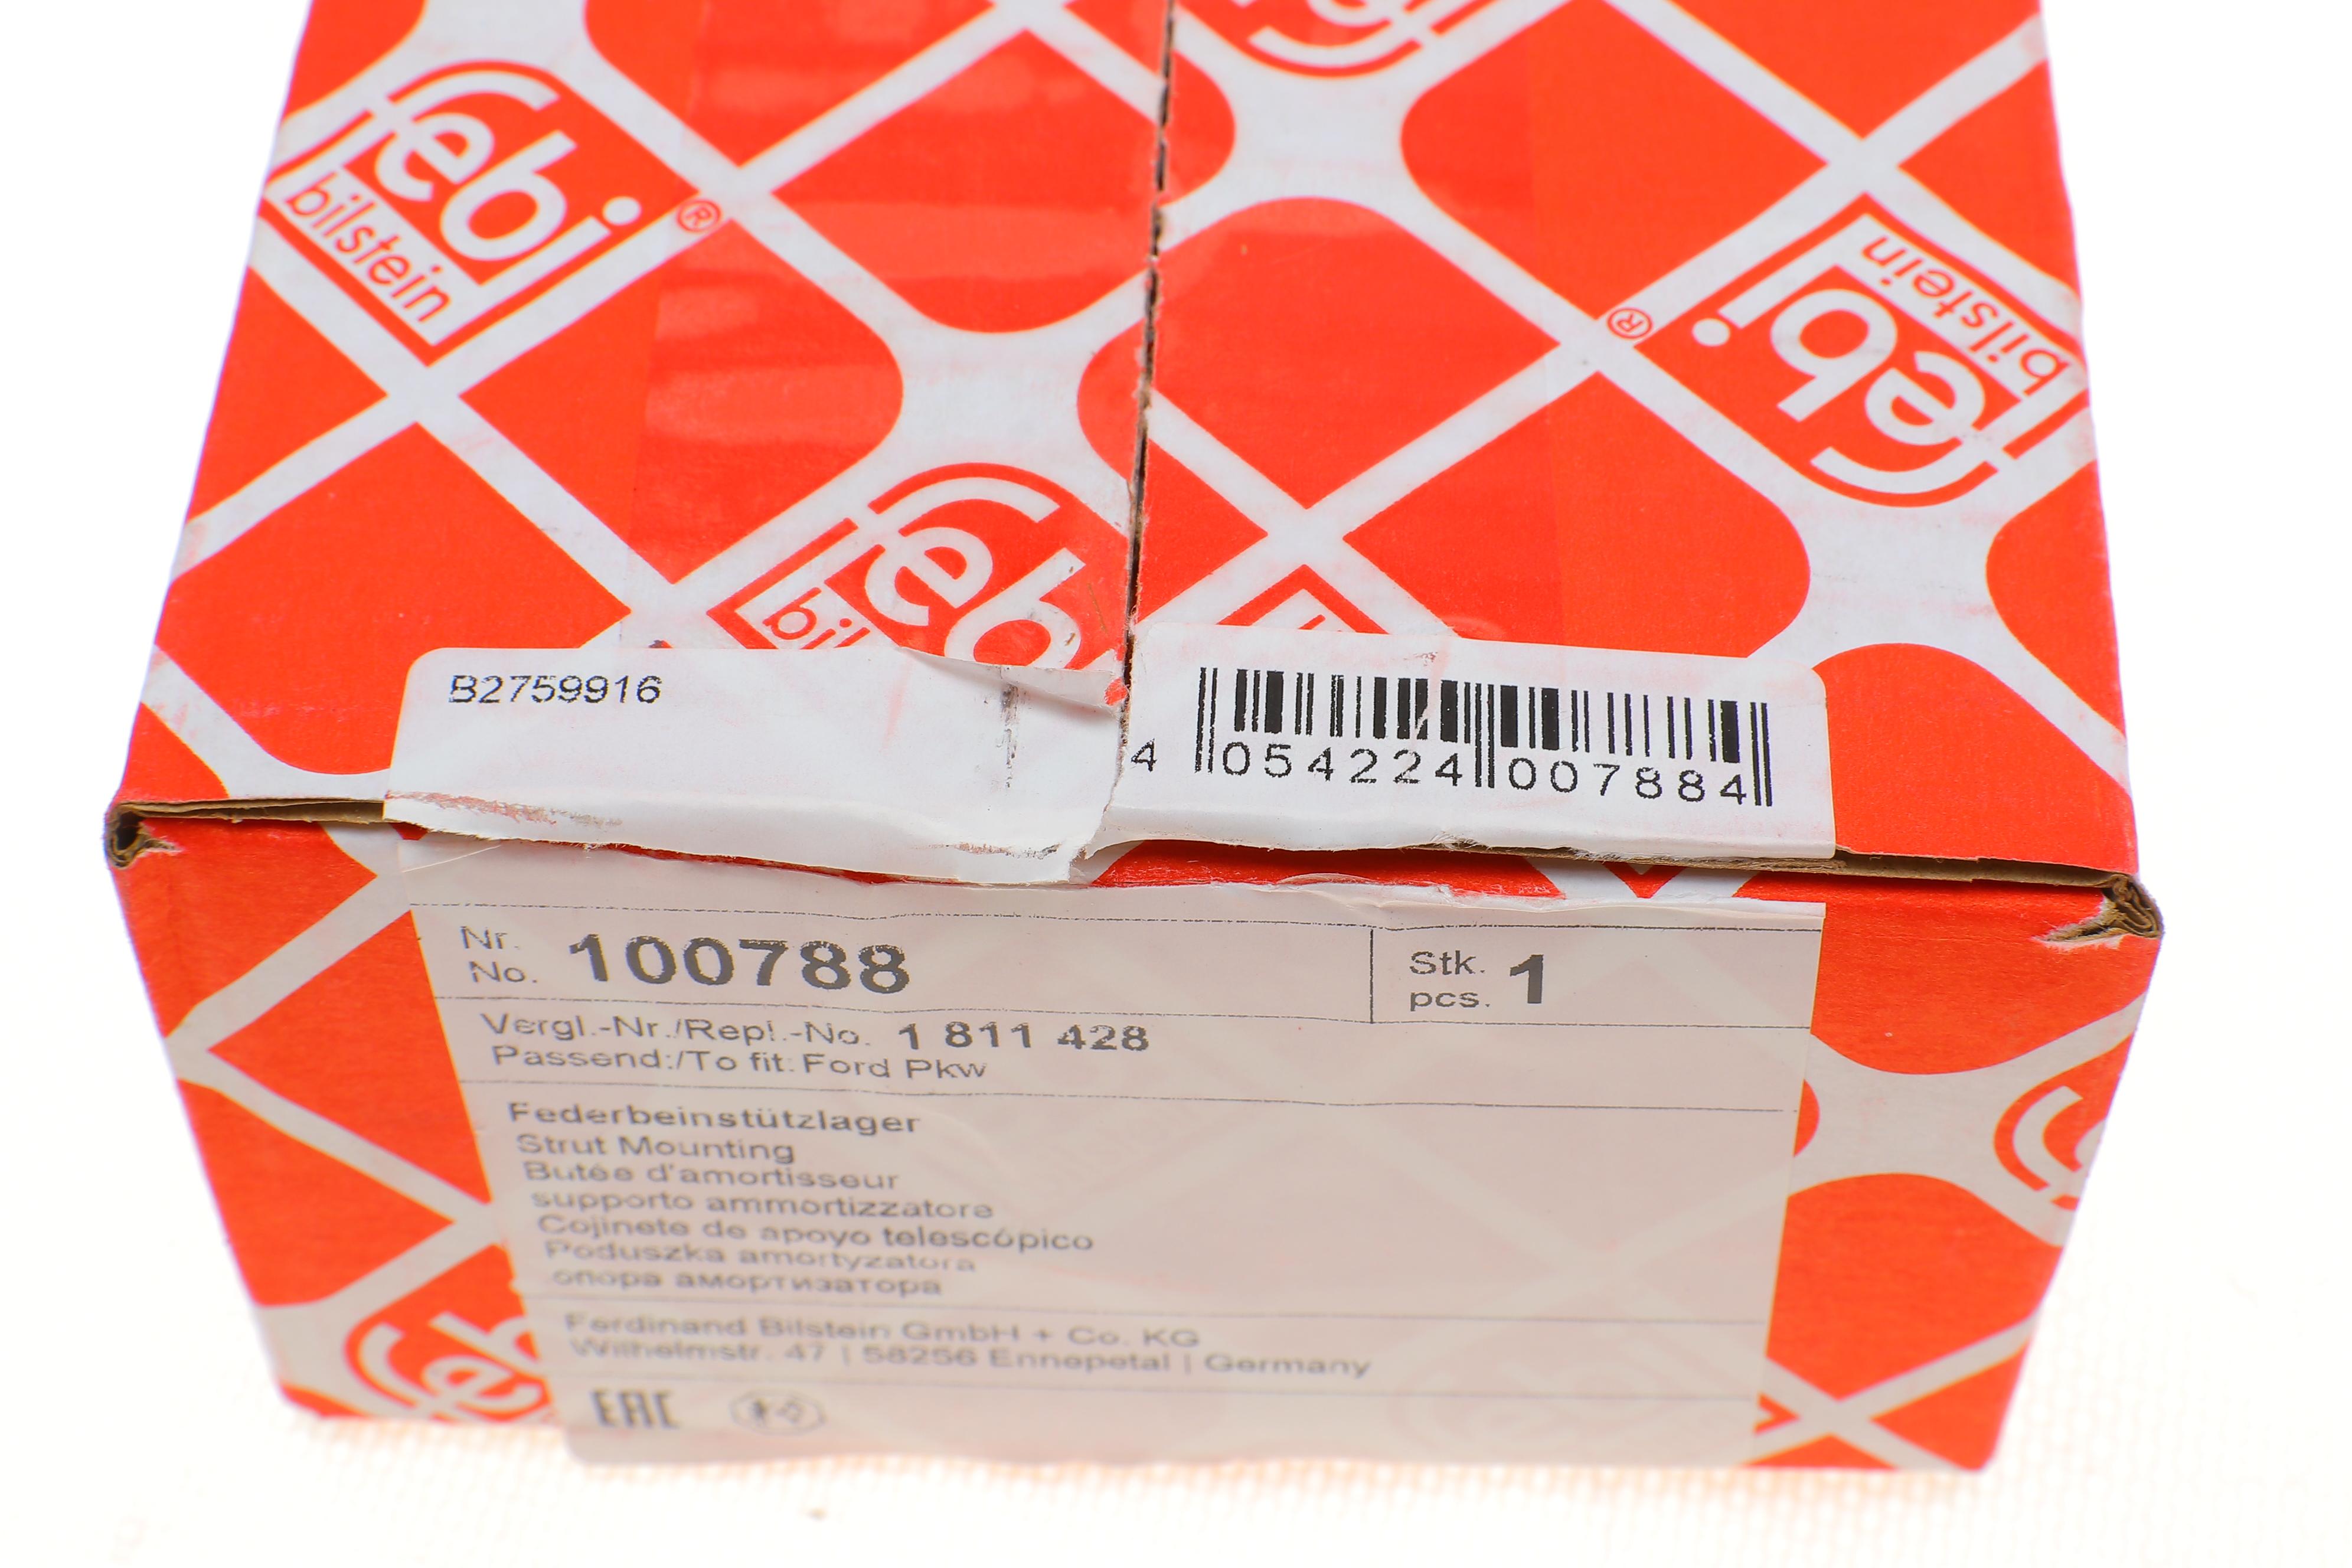 febi
bilstein
®
febi
bilstein
®
feb
bil
B2759916
4 054224 007884
Nr.
No. 100788
Stk.
pcs. 1
Vergl.-Nr./Repl.-No. 1 811 428
Passend:/To fit: Ford Pkw
Federbeinstützlager
Strut Mounting
Butée d'amortisseur
supporto ammortizzatore
Cojinete de apoyo telescópico
Poduszka amortyzatora
опора амортизатора
Ferdinand Bilstein GmbH + Co. KG
Wilhelmstr. 47 | 58256 Ennepetal | Germany
EAC